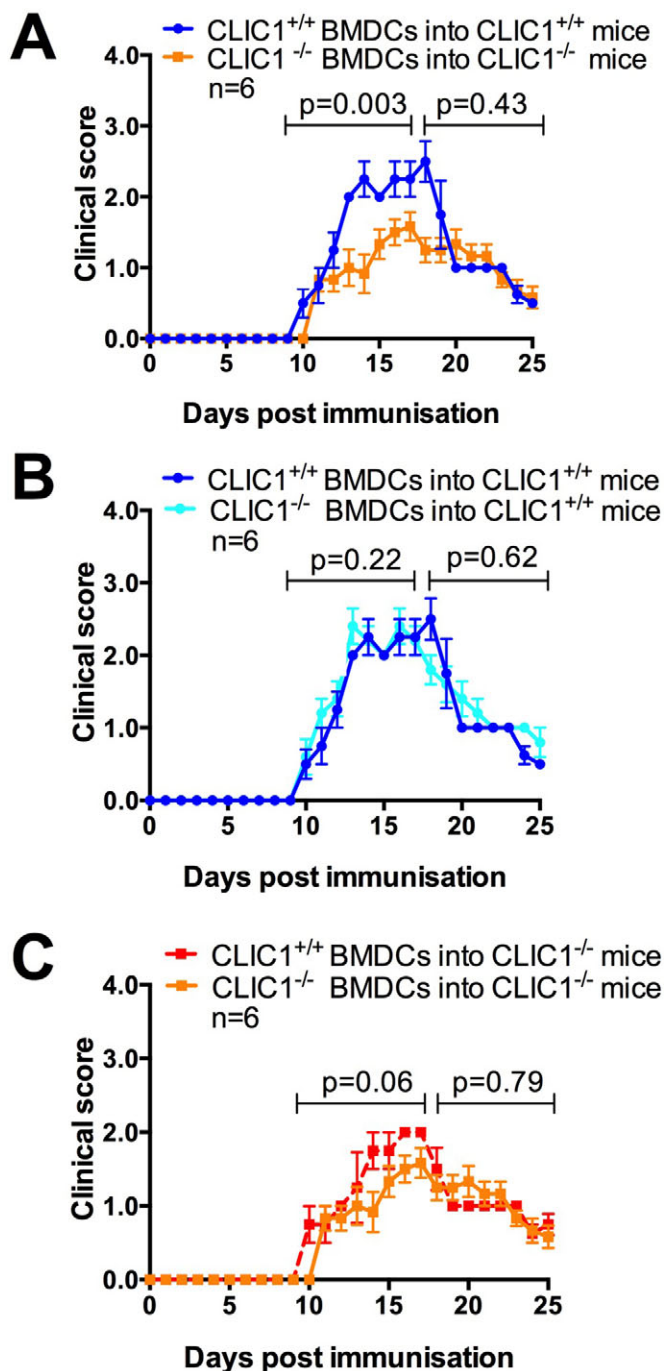 A
CLIC1+/+ BMDCs into CLIC1+/+ mice
CLIC1 -/- BMDCs into CLIC1-/- mice
n=6
p=0.003 p=0.43
4.0
3.0
2.0
1.0
0.0
Clinical score
0 5 10 15 20 25
Days post immunisation
B
CLIC1+/+ BMDCs into CLIC1+/+ mice
CLIC1-/- BMDCs into CLIC1+/+ mice
n=6
p=0.22 p=0.62
4.0
3.0
2.0
1.0
0.0
Clinical score
0 5 10 15 20 25
Days post immunisation
C
CLIC1+/+ BMDCs into CLIC1-/- mice
CLIC1-/- BMDCs into CLIC1-/- mice
n=6
p=0.06 p=0.79
4.0
3.0
2.0
1.0
0.0
Clinical score
0 5 10 15 20 25
Days post immunisation